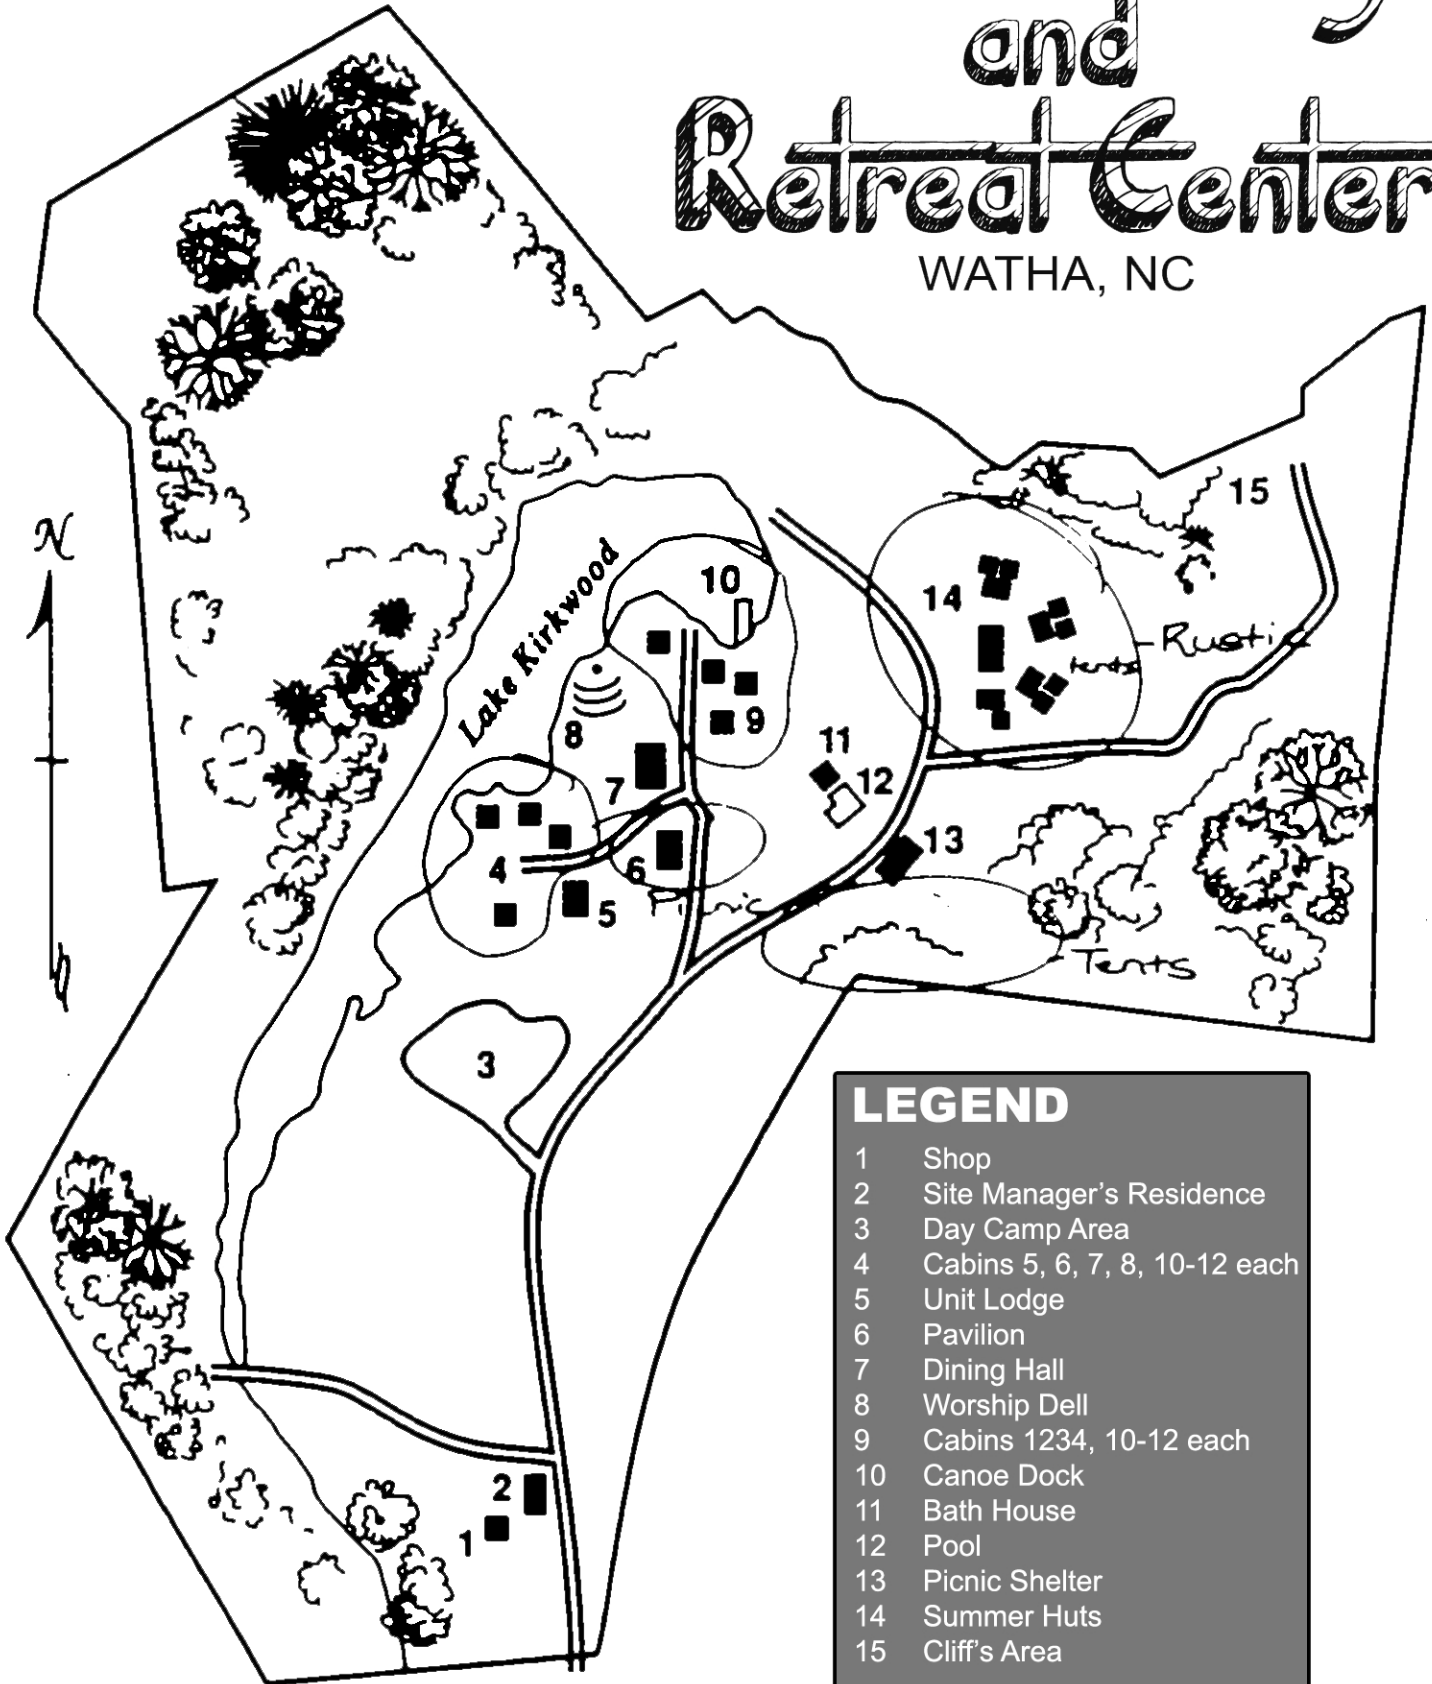 and
Retreat Center
WATHA, NC
N
15
Lake Kirkwood
10
14
Rusti
tents
8
9
11
7
12
13
4
6
5
Tents
3
2
1
LEGEND
1 Shop
2 Site Manager’s Residence
3 Day Camp Area
4 Cabins 5, 6, 7, 8, 10-12 each
5 Unit Lodge
6 Pavilion
7 Dining Hall
8 Worship Dell
9 Cabins 1234, 10-12 each
10 Canoe Dock
11 Bath House
12 Pool
13 Picnic Shelter
14 Summer Huts
15 Cliff’s Area